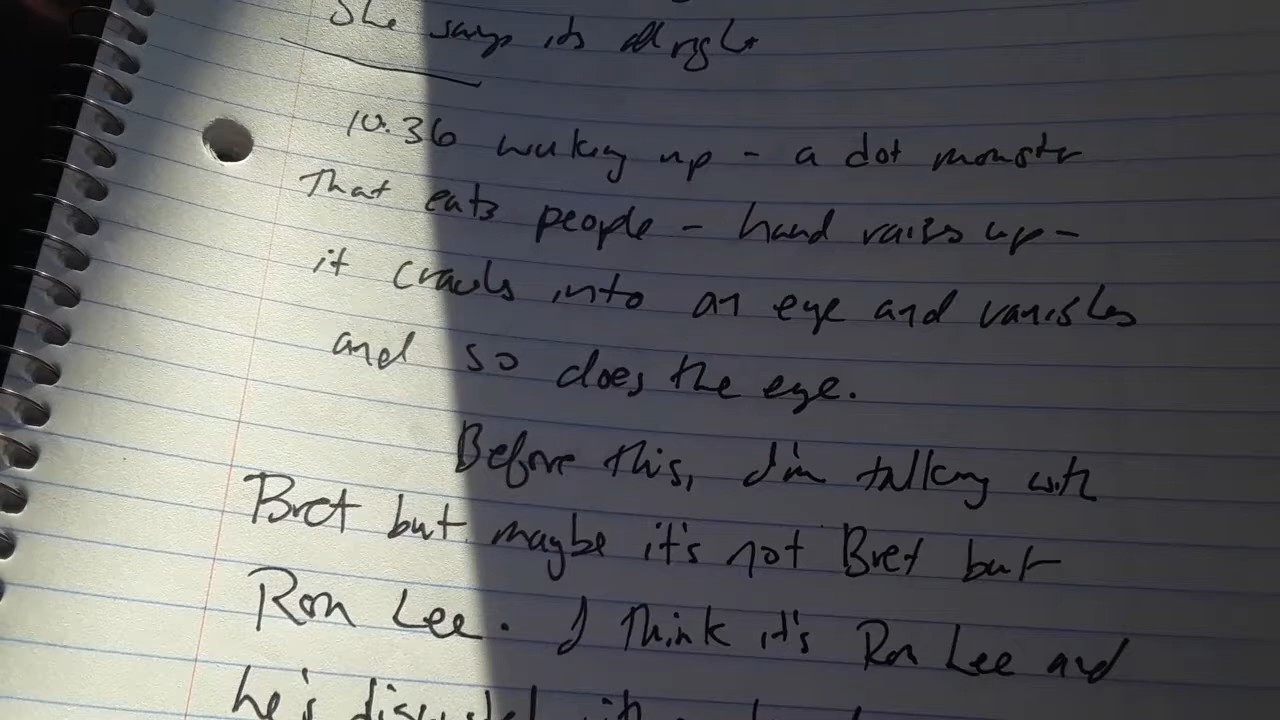 She says its allright
10.36 waking up - a dot monster
That eats people - hand raises up -
it crawls into an eye and vanishes
and so does the eye.
Before this, I'm talking with
Bret but maybe it's not Bret but
Ron Lee. I think it's Ron Lee and
he's